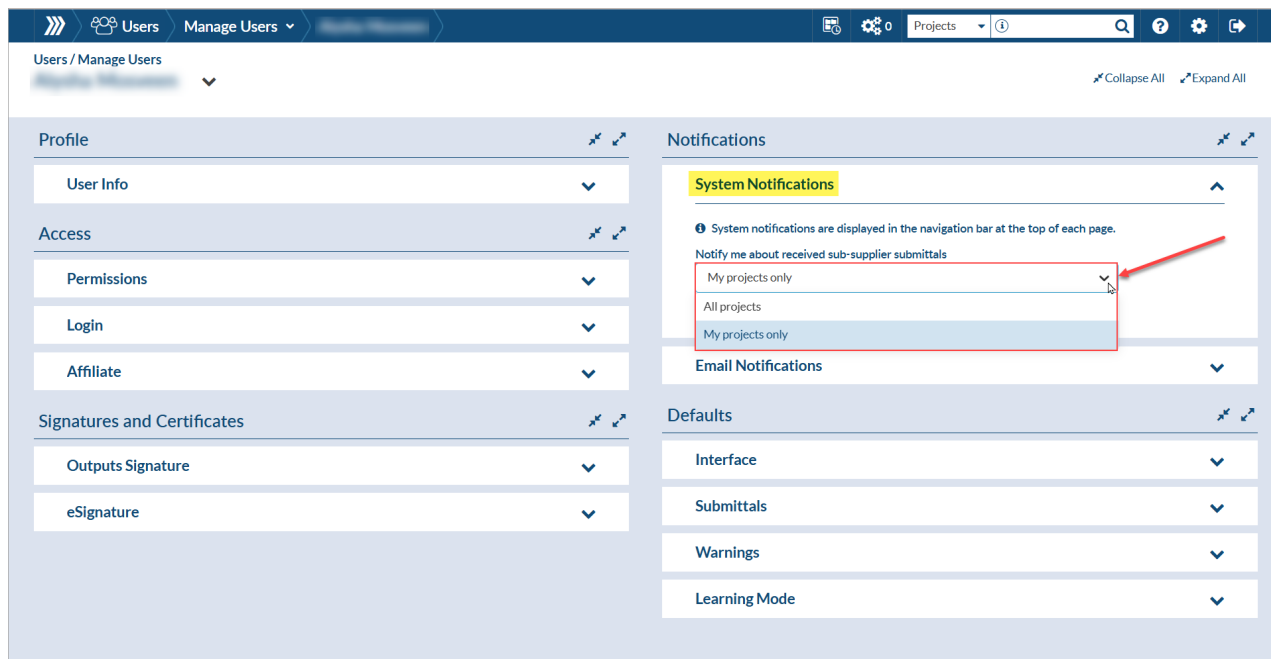 Users Manage Users 0 Projects
Users / Manage Users
Collapse All Expand All
Profile
User Info
Access
Permissions
Login
Affiliate
Signatures and Certificates
Outputs Signature
eSignature
Notifications
System Notifications
System notifications are displayed in the navigation bar at the top of each page.
Notify me about received sub-supplier submittals
My projects only
All projects
My projects only
Email Notifications
Defaults
Interface
Submittals
Warnings
Learning Mode